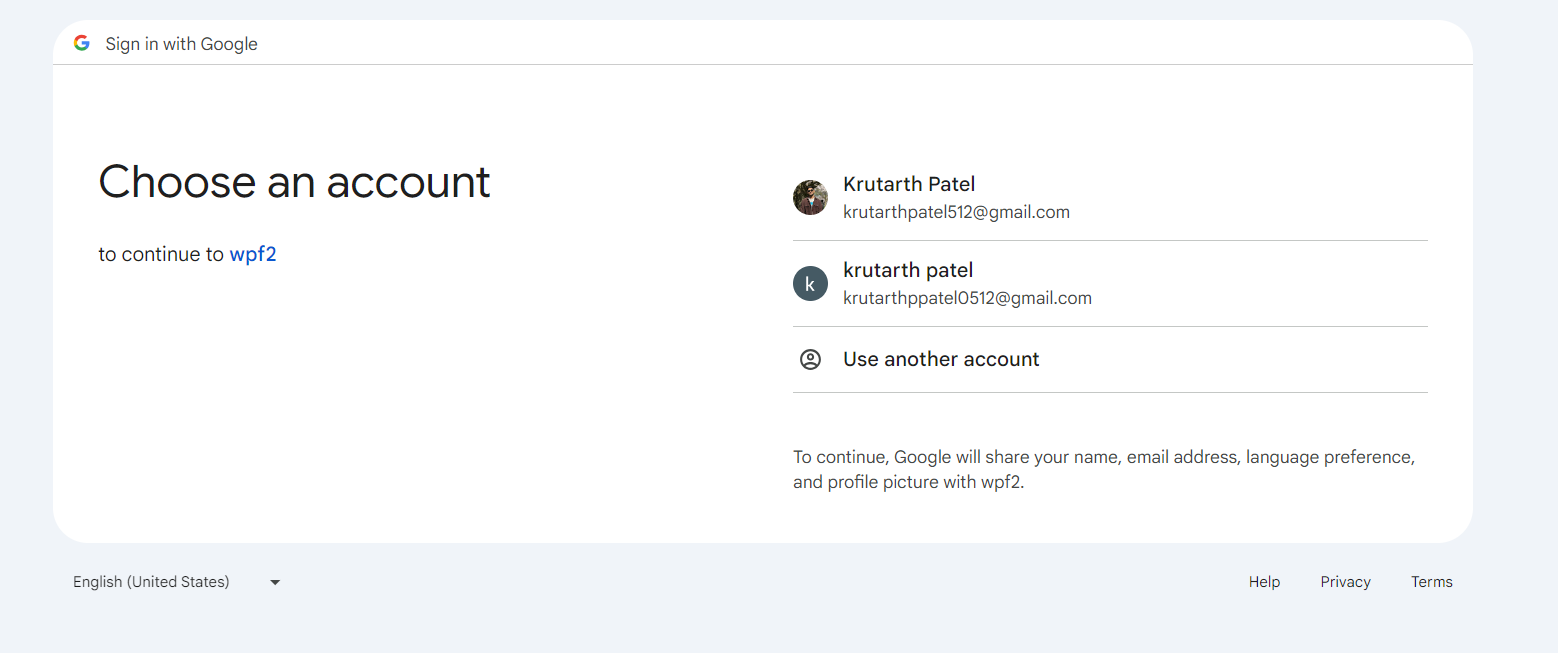 Sign in with Google
Choose an account
to continue to wpf2
Krutarth Patel
krutarthpatel512@gmail.com
k
krutarth patel
krutarthppatel0512@gmail.com
Use another account
To continue, Google will share your name, email address, language preference,
and profile picture with wpf2.
English (United States)
Help Privacy Terms